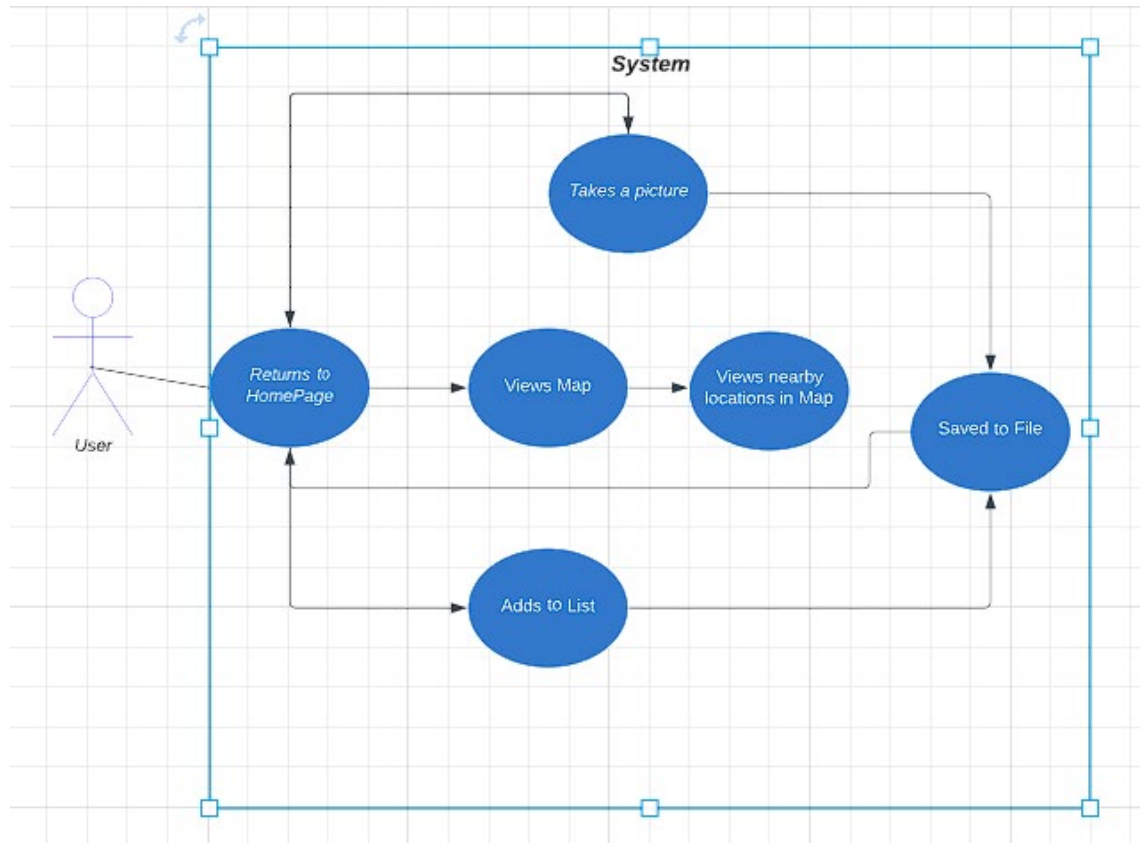 System
Takes a picture
Returns to
HomePage
Views Map
Views nearby
locations in Map
Saved to File
User
Adds to List